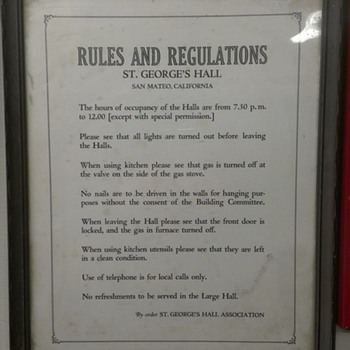 RULES AND REGULATIONS
ST. GEORGE'S HALL
SAN MATEO, CALIFORNIA
The hours of occupancy of the Halls are from 7.30 p. m.
to 12.00 [except with special permission.]
Please see that all lights are turned out before leaving
the Halls.
When using kitchen please see that gas is turned off at
the valve on the side of the gas stove.
No nails are to be driven in the walls for hanging pur-
poses without the consent of the Building Committee.
When leaving the Hall please see that the front door is
locked, and the gas in furnace turned off.
When using kitchen utensils please see that they are left
in a clean condition.
Use of telephone is for local calls only.
No refreshments to be served in the Large Hall.
By order ST. GEORGE'S HALL ASSOCIATION